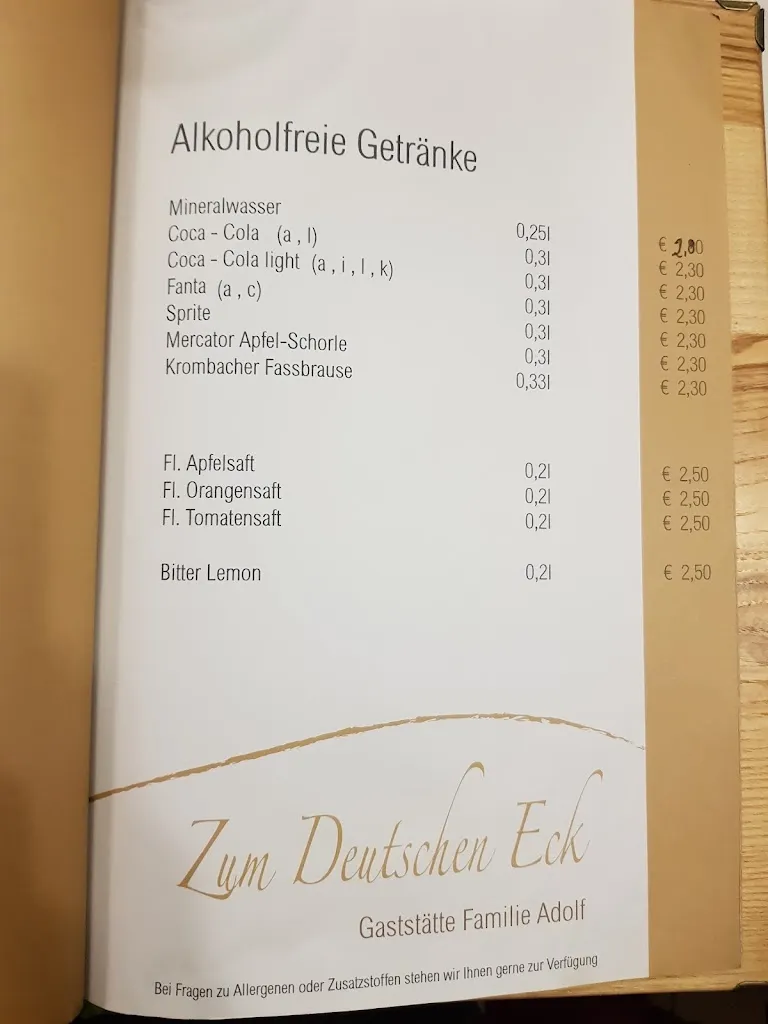 Alkoholfreie Getränke
Mineralwasser 0,25l €
Coca - Cola (a , l) 0,3l € 2,30
Coca - Cola light (a , i , l , k) 0,3l € 2,30
Fanta (a , c) 0,3l € 2,30
Sprite 0,3l € 2,30
Mercator Apfel-Schorle 0,3l € 2,30
Krombacher Fassbrause 0,33l € 2,30
Fl. Apfelsaft 0,2l € 2,50
Fl. Orangensaft 0,2l € 2,50
Fl. Tomatensaft 0,2l € 2,50
Bitter Lemon 0,2l € 2,50
Zum Deutschen Eck
Gaststätte Familie Adolf
Bei Fragen zu Allergenen oder Zusatzstoffen stehen wir Ihnen gerne zur Verfügung